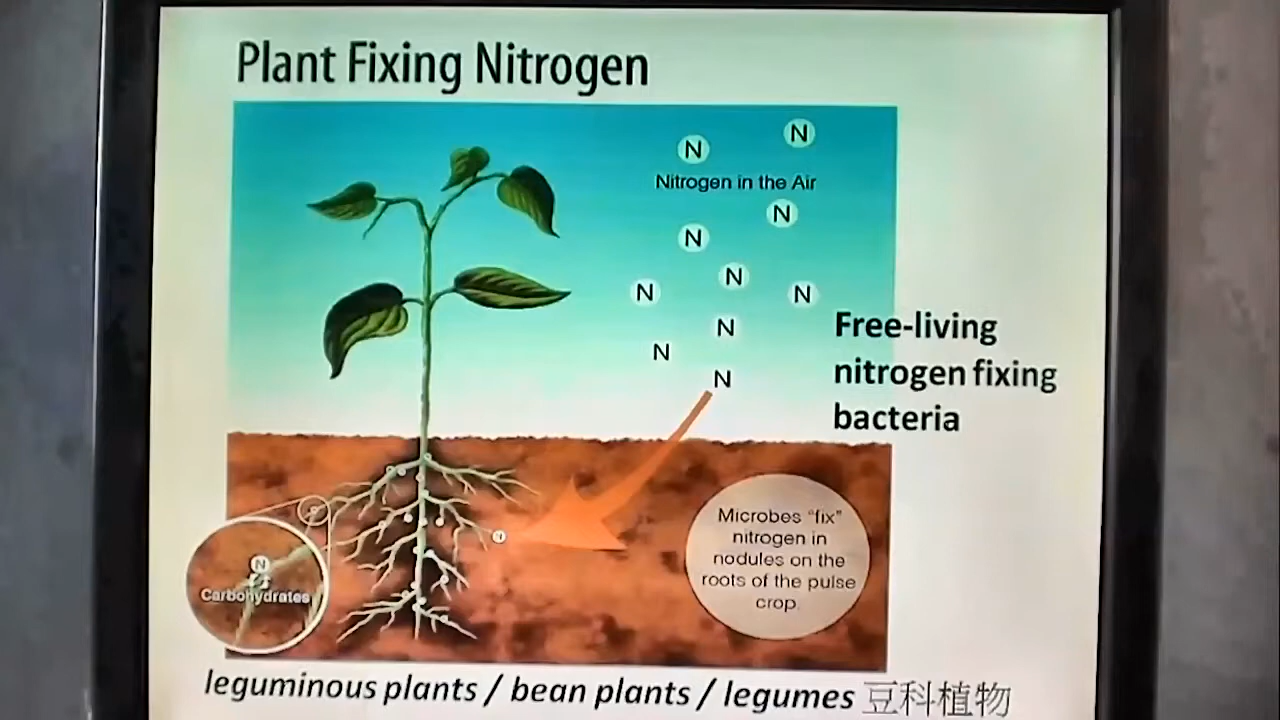 Plant Fixing Nitrogen
N
N
Nitrogen in the Air
N
N
N
N
N
N
N
N
Free-living
nitrogen fixing
bacteria
Microbes “fix”
nitrogen in
nodules on the
roots of the pulse
crop.
N
Carbohydrates
leguminous plants / bean plants / legumes 豆科植物